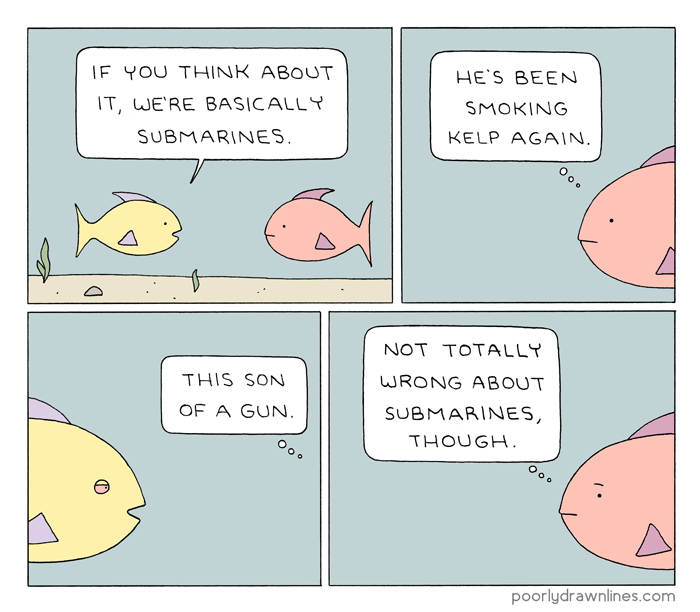 IF YOU THINK ABOUT
IT, WE'RE BASICALLY
SUBMARINES.
HE'S BEEN
SMOKING
KELP AGAIN.
THIS SON
OF A GUN.
NOT TOTALLY
WRONG ABOUT
SUBMARINES,
THOUGH.
poorlydrawnlines.com